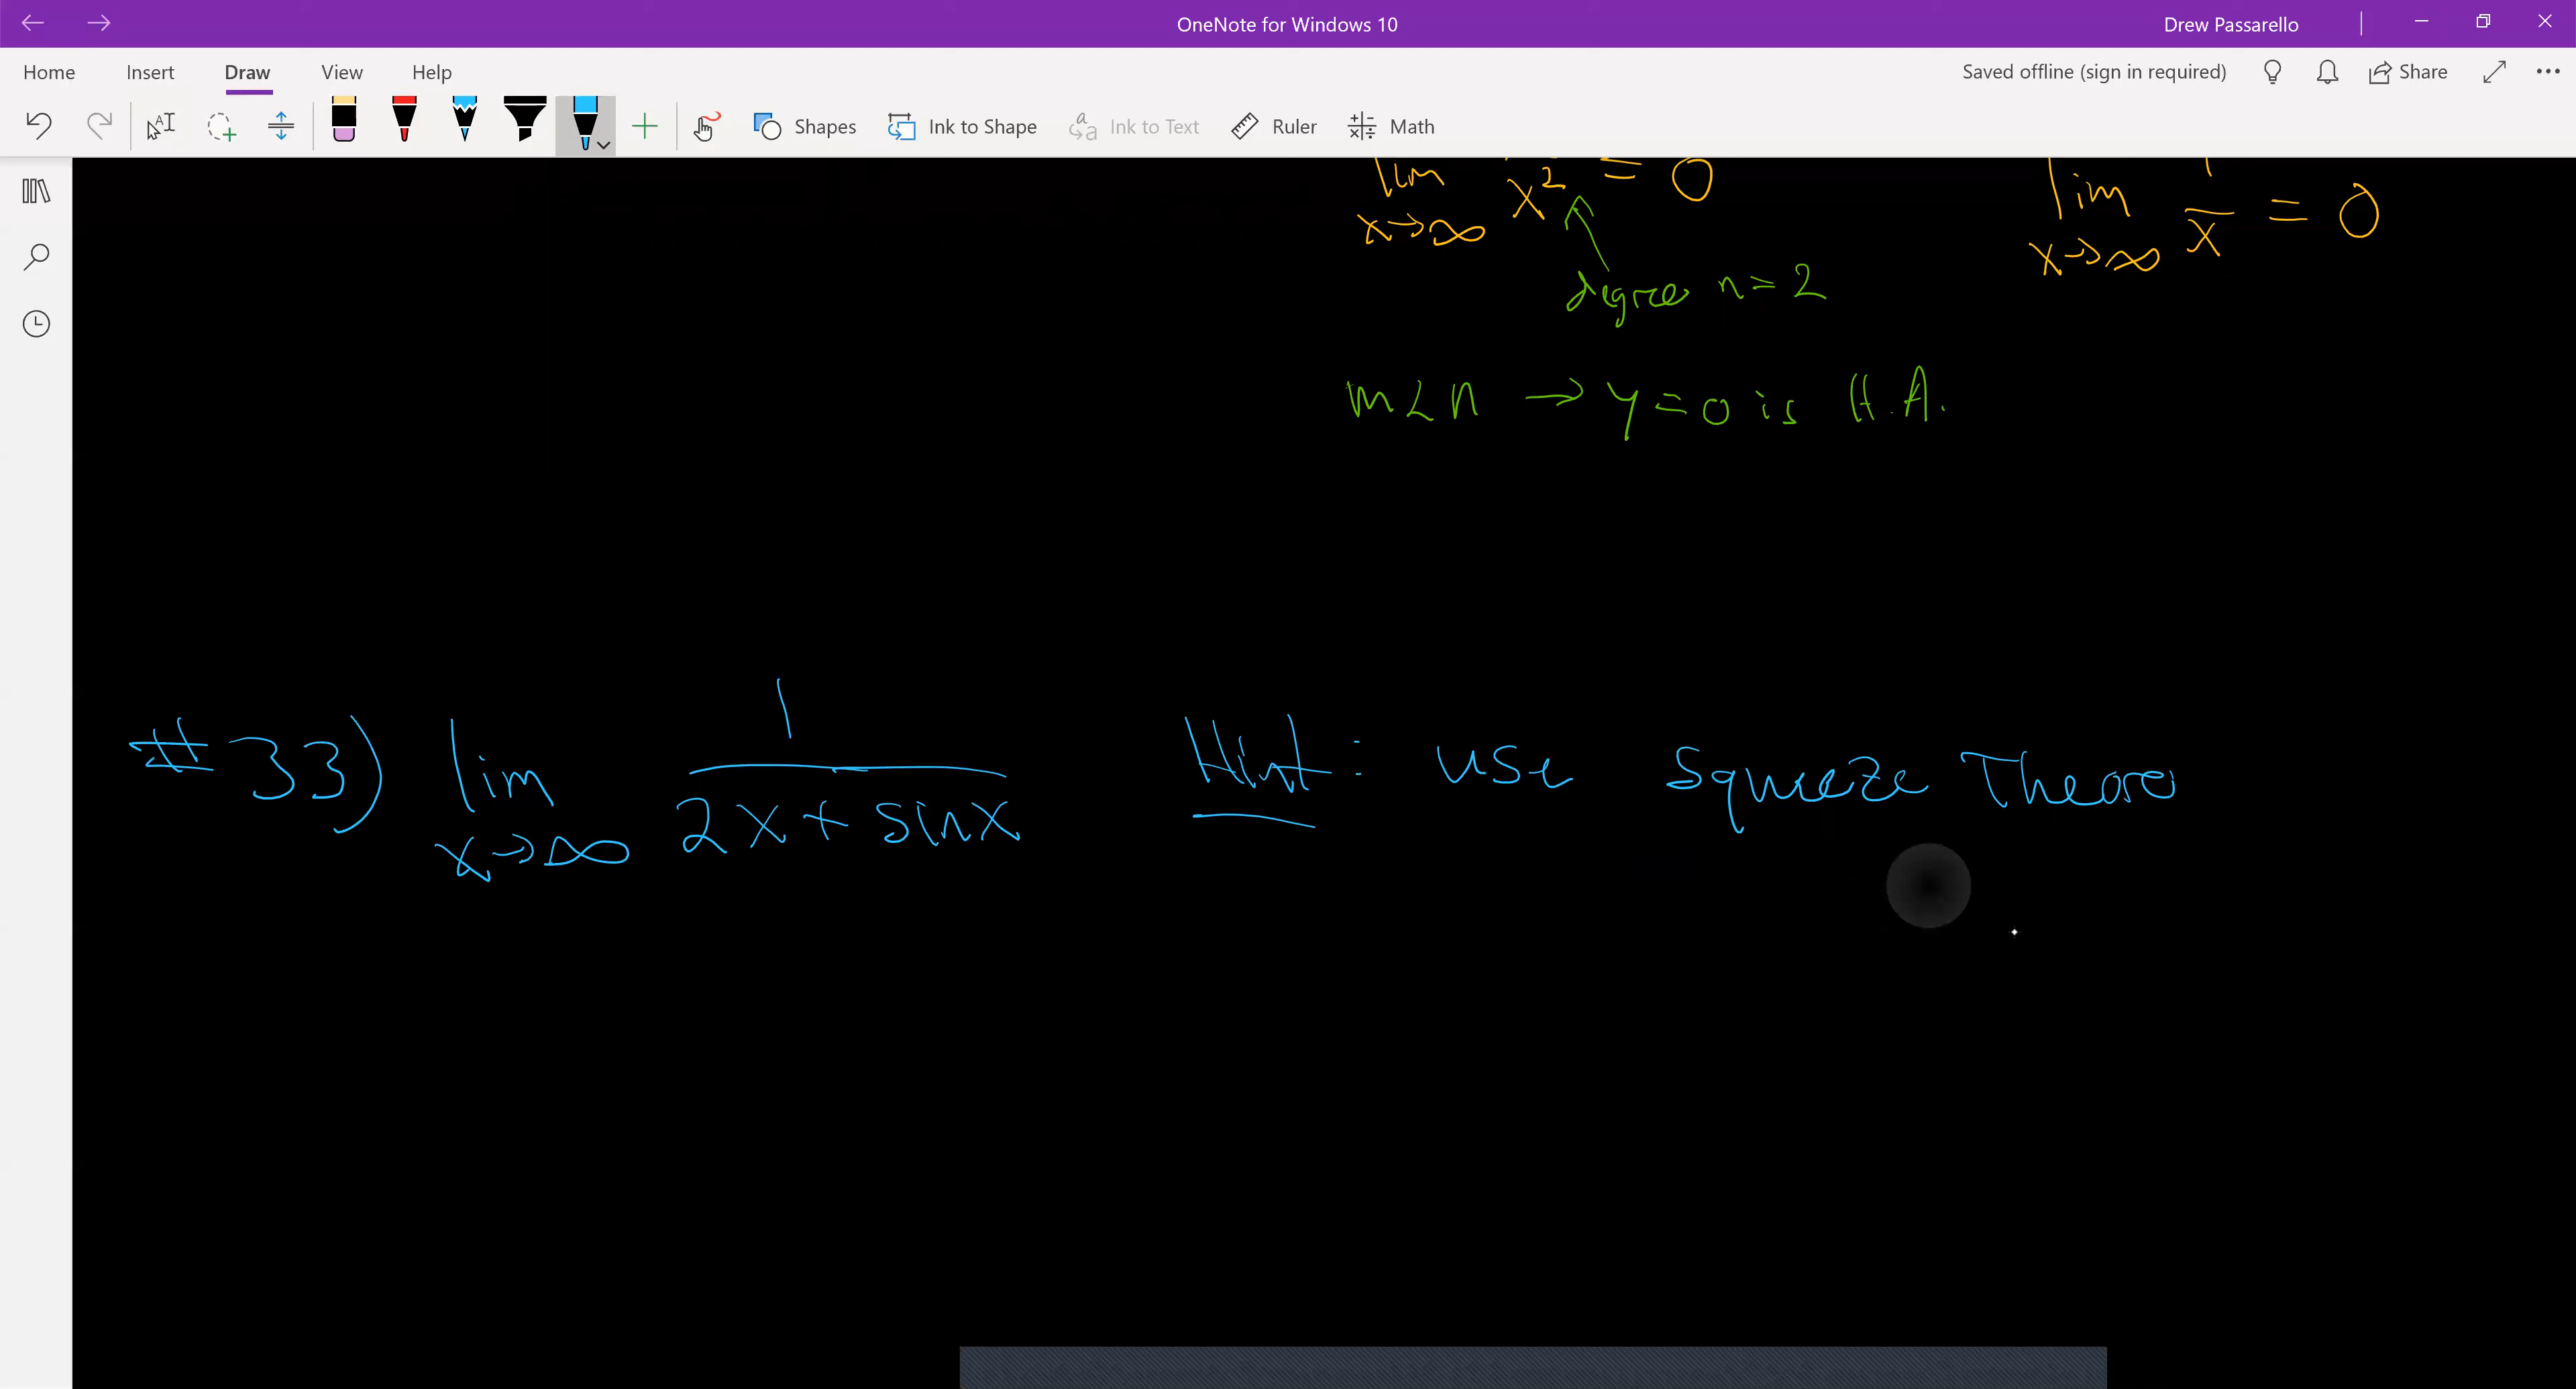 OneNote for Windows 10
Drew Passarello
Home Insert Draw View Help
Saved offline (sign in required) Share
Shapes Ink to Shape Ink to Text Ruler Math
lim x→∞ x² = 0
lim x→∞ 1/x = 0
degree n = 2
m < n → y = 0 is H.A.
#33) lim x→∞ 1/(2x + sinx) Hint: use Squeeze Theore